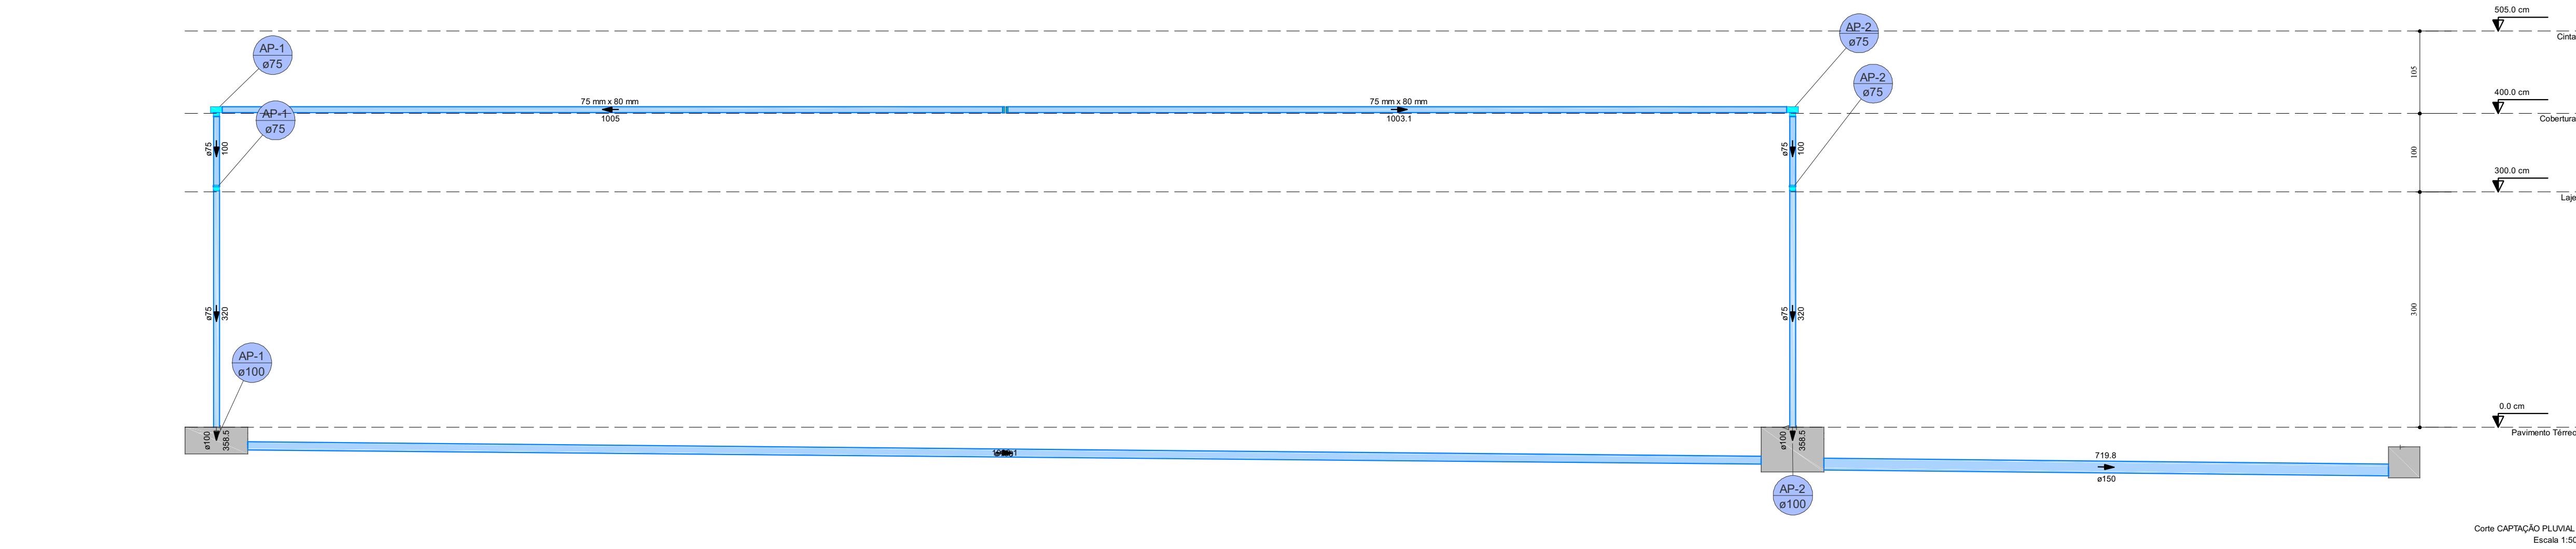 505.0 cm
Cinta
AP-1
ø75
AP-2
ø75
105
AP-2
ø75
400.0 cm
75 mm x 80 mm
75 mm x 80 mm
AP-1
ø75
1005
1003.1
Cobertura
ø75
100
ø75
100
100
300.0 cm
Laje
ø75
320
ø75
320
300
AP-1
ø100
0.0 cm
Pavimento Térreo
ø100
358.5
ø100
358.5
719.8
ø150
AP-2
ø100
Corte CAPTAÇÃO PLUVIAL
Escala 1:50